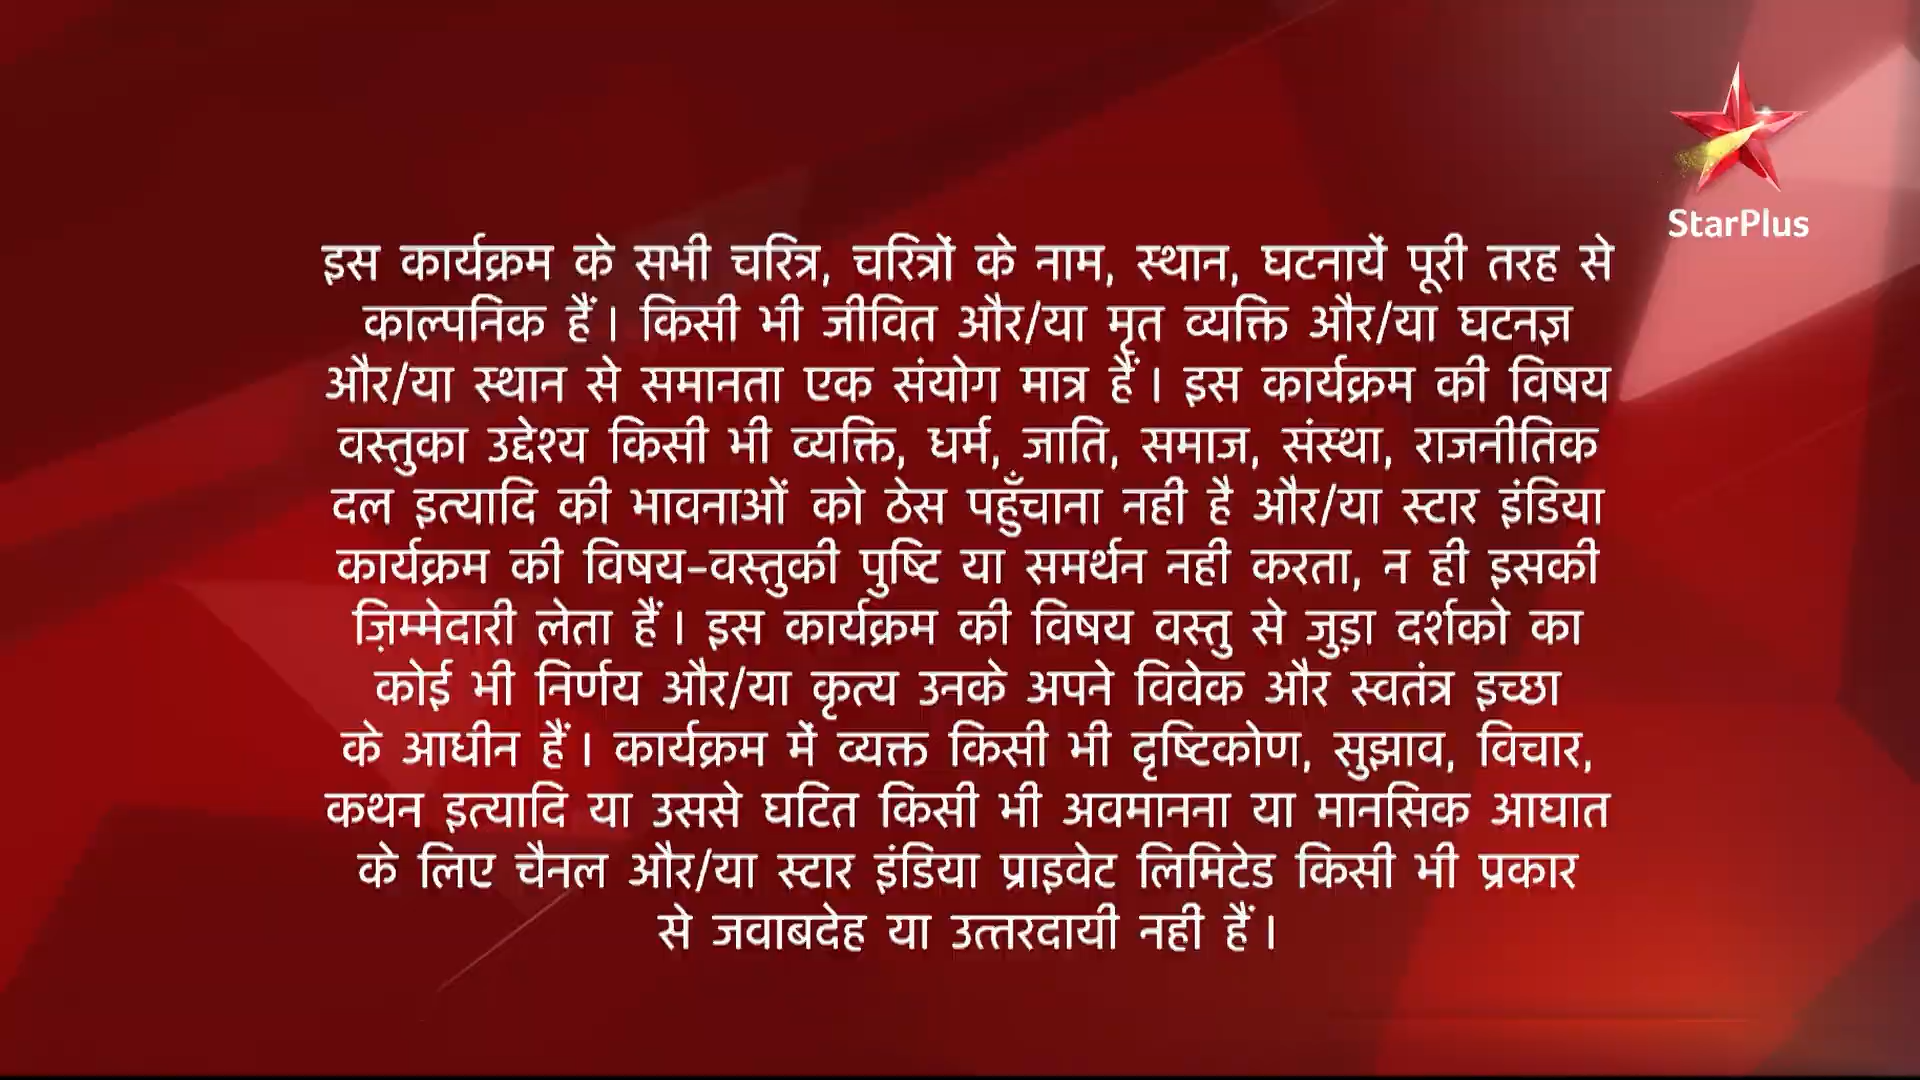 StarPlus
इस कार्यक्रम के सभी चरित्र, चरित्रों के नाम, स्थान, घटनायें पूरी तरह से
काल्पनिक हैं। किसी भी जीवित और/या मृत व्यक्ति और/या घटनज्ञ
और/या स्थान से समानता एक संयोग मात्र हैं। इस कार्यक्रम की विषय
वस्तुका उद्देश्य किसी भी व्यक्ति, धर्म, जाति, समाज, संस्था, राजनीतिक
दल इत्यादि की भावनाओं को ठेस पहुँचाना नही है और/या स्टार इंडिया
कार्यक्रम की विषय-वस्तुकी पुष्टि या समर्थन नही करता, न ही इसकी
ज़िम्मेदारी लेता हैं। इस कार्यक्रम की विषय वस्तु से जुड़ा दर्शको का
कोई भी निर्णय और/या कृत्य उनके अपने विवेक और स्वतंत्र इच्छा
के आधीन हैं। कार्यक्रम में व्यक्त किसी भी दृष्टिकोण, सुझाव, विचार,
कथन इत्यादि या उससे घटित किसी भी अवमानना या मानसिक आघात
के लिए चैनल और/या स्टार इंडिया प्राइवेट लिमिटेड किसी भी प्रकार
से जवाबदेह या उत्तरदायी नही हैं।